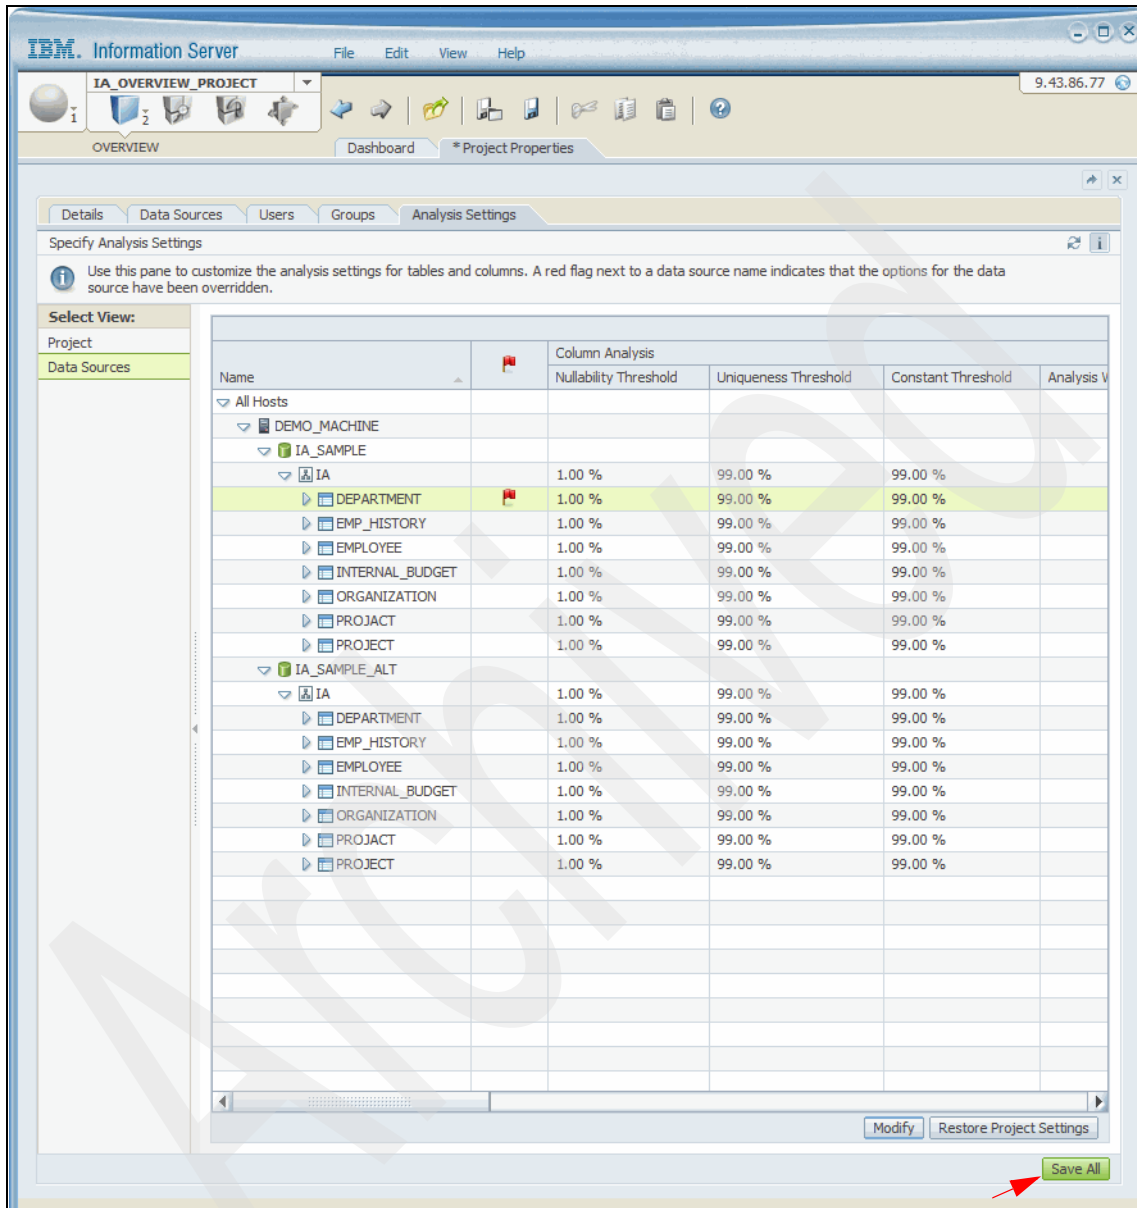 IBM. Information Server File Edit View Help
IA_OVERVIEW_PROJECT 9.43.86.77
1 2
OVERVIEW Dashboard * Project Properties
Details Data Sources Users Groups Analysis Settings
Specify Analysis Settings
Use this pane to customize the analysis settings for tables and columns. A red flag next to a data source name indicates that the options for the data
source have been overridden.
Select View:
Project
Data Sources
Column Analysis
Name Nullability Threshold Uniqueness Threshold Constant Threshold Analysis V
All Hosts
DEMO_MACHINE
IA_SAMPLE
IA 1.00 % 99.00 % 99.00 %
DEPARTMENT 1.00 % 99.00 % 99.00 %
EMP_HISTORY 1.00 % 99.00 % 99.00 %
EMPLOYEE 1.00 % 99.00 % 99.00 %
INTERNAL_BUDGET 1.00 % 99.00 % 99.00 %
ORGANIZATION 1.00 % 99.00 % 99.00 %
PROJACT 1.00 % 99.00 % 99.00 %
PROJECT 1.00 % 99.00 % 99.00 %
IA_SAMPLE_ALT
IA 1.00 % 99.00 % 99.00 %
DEPARTMENT 1.00 % 99.00 % 99.00 %
EMP_HISTORY 1.00 % 99.00 % 99.00 %
EMPLOYEE 1.00 % 99.00 % 99.00 %
INTERNAL_BUDGET 1.00 % 99.00 % 99.00 %
ORGANIZATION 1.00 % 99.00 % 99.00 %
PROJACT 1.00 % 99.00 % 99.00 %
PROJECT 1.00 % 99.00 % 99.00 %
Modify Restore Project Settings
Save All
Archived